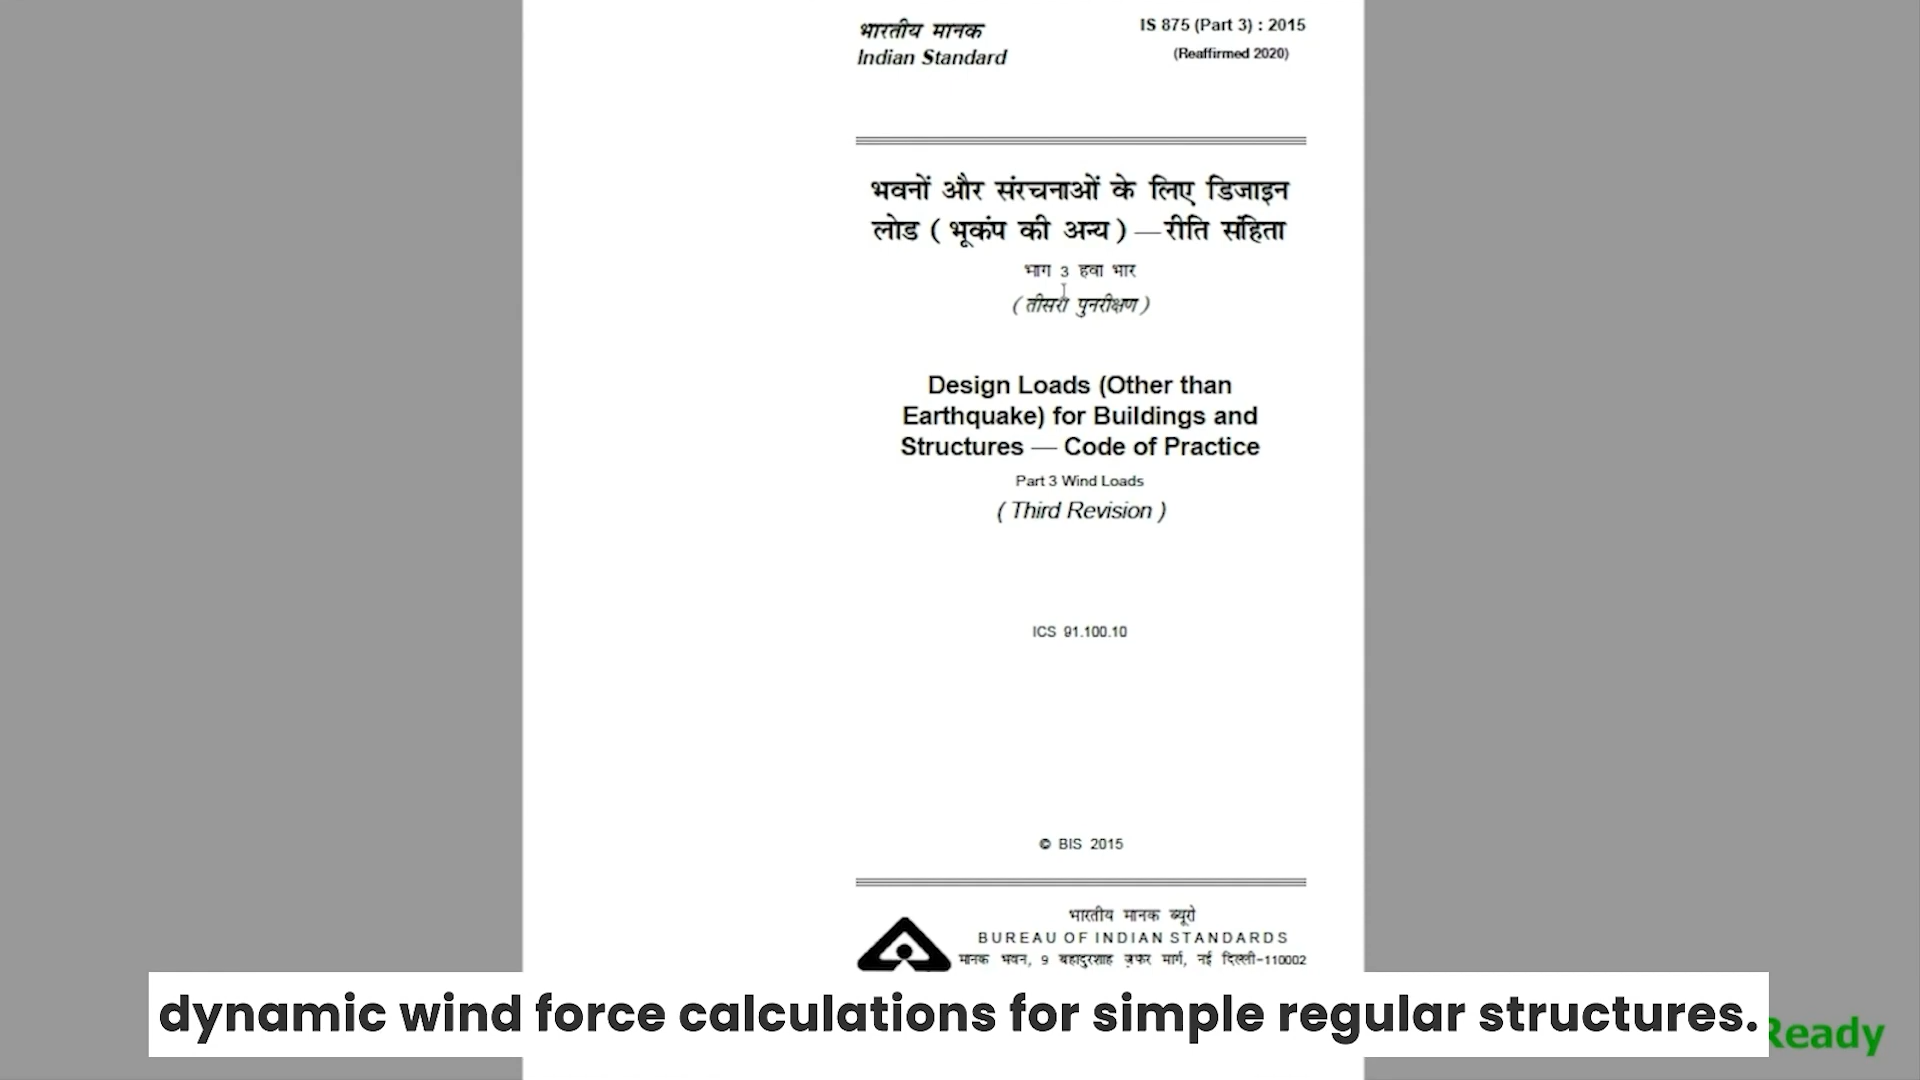 भारतीय मानक
Indian Standard
IS 875 (Part 3) : 2015
(Reaffirmed 2020)
भवनों और संरचनाओं के लिए डिजाइन
लोड ( भूकंप की अन्य ) — रीति संहिता
भाग 3 हवा भार
( तीसरा पुनरीक्षण )
Design Loads (Other than
Earthquake) for Buildings and
Structures — Code of Practice
Part 3 Wind Loads
( Third Revision )
ICS 91.100.10
© BIS 2015
भारतीय मानक ब्यूरो
BUREAU OF INDIAN STANDARDS
मानक भवन, 9 बहादुरशाह ज़फर मार्ग, नई दिल्ली-110002
dynamic wind force calculations for simple regular structures.
Ready